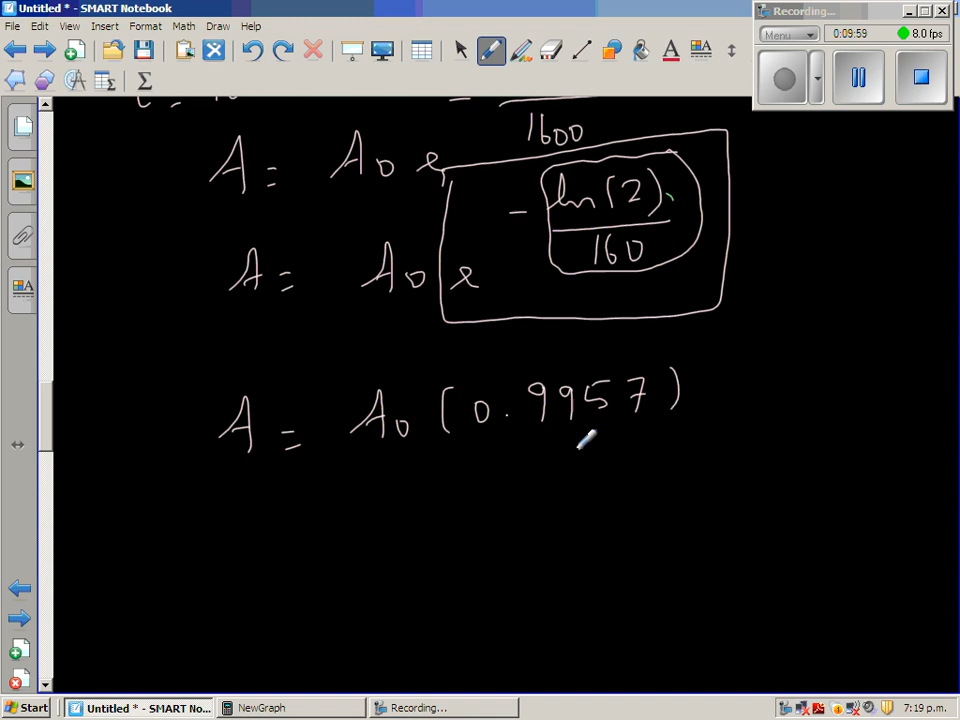 Untitled * - SMART Notebook
File Edit View Insert Format Math Draw Help
Recording...
Menu
0:09:59
8.0 fps
1600
A = A0 e
- ln(2)
160
A = A0 e
A = A0 (0.9957)
Start
Untitled * - SMART No...
NewGraph
Recording...
7:19 p.m.